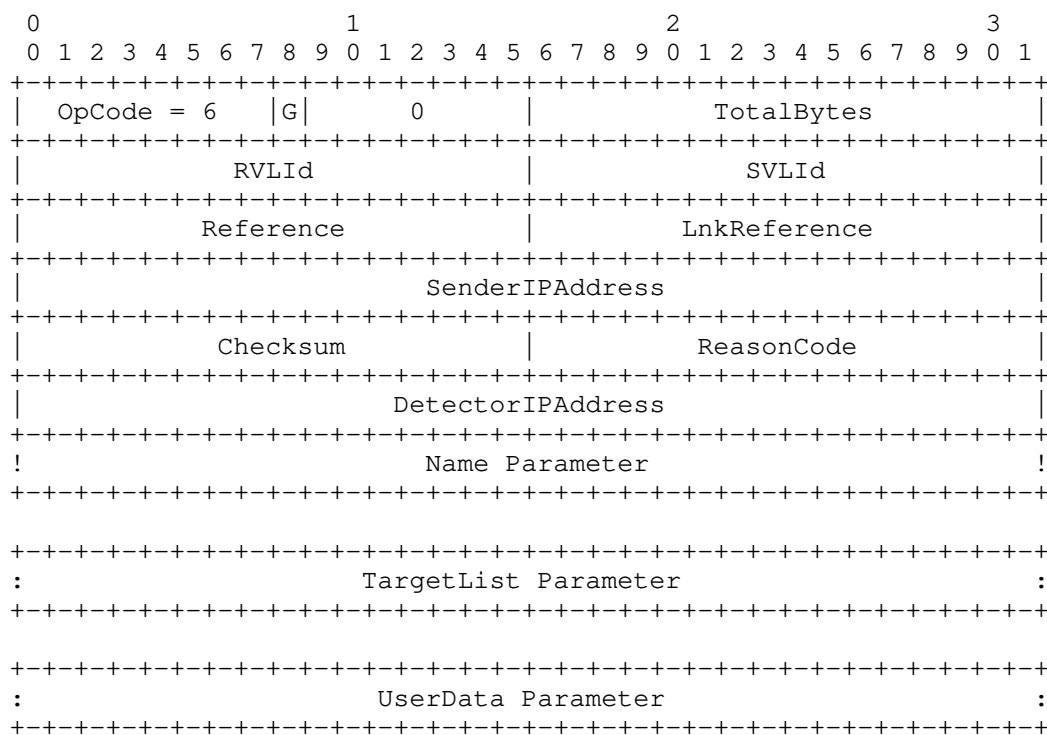 0                   1                   2                   3
 0 1 2 3 4 5 6 7 8 9 0 1 2 3 4 5 6 7 8 9 0 1 2 3 4 5 6 7 8 9 0 1
+-+-+-+-+-+-+-+-+-+-+-+-+-+-+-+-+-+-+-+-+-+-+-+-+-+-+-+-+-+-+-+-+
|  OpCode = 6   |G|      0      |           TotalBytes          |
+-+-+-+-+-+-+-+-+-+-+-+-+-+-+-+-+-+-+-+-+-+-+-+-+-+-+-+-+-+-+-+-+
|             RVLId             |             SVLId             |
+-+-+-+-+-+-+-+-+-+-+-+-+-+-+-+-+-+-+-+-+-+-+-+-+-+-+-+-+-+-+-+-+
|           Reference           |         LnkReference          |
+-+-+-+-+-+-+-+-+-+-+-+-+-+-+-+-+-+-+-+-+-+-+-+-+-+-+-+-+-+-+-+-+
|                         SenderIPAddress                       |
+-+-+-+-+-+-+-+-+-+-+-+-+-+-+-+-+-+-+-+-+-+-+-+-+-+-+-+-+-+-+-+-+
|            Checksum           |          ReasonCode           |
+-+-+-+-+-+-+-+-+-+-+-+-+-+-+-+-+-+-+-+-+-+-+-+-+-+-+-+-+-+-+-+-+
|                       DetectorIPAddress                       |
+-+-+-+-+-+-+-+-+-+-+-+-+-+-+-+-+-+-+-+-+-+-+-+-+-+-+-+-+-+-+-+-+
!                         Name Parameter                        !
+-+-+-+-+-+-+-+-+-+-+-+-+-+-+-+-+-+-+-+-+-+-+-+-+-+-+-+-+-+-+-+-+

+-+-+-+-+-+-+-+-+-+-+-+-+-+-+-+-+-+-+-+-+-+-+-+-+-+-+-+-+-+-+-+-+
:                     TargetList Parameter                      :
+-+-+-+-+-+-+-+-+-+-+-+-+-+-+-+-+-+-+-+-+-+-+-+-+-+-+-+-+-+-+-+-+

+-+-+-+-+-+-+-+-+-+-+-+-+-+-+-+-+-+-+-+-+-+-+-+-+-+-+-+-+-+-+-+-+
:                      UserData Parameter                       :
+-+-+-+-+-+-+-+-+-+-+-+-+-+-+-+-+-+-+-+-+-+-+-+-+-+-+-+-+-+-+-+-+